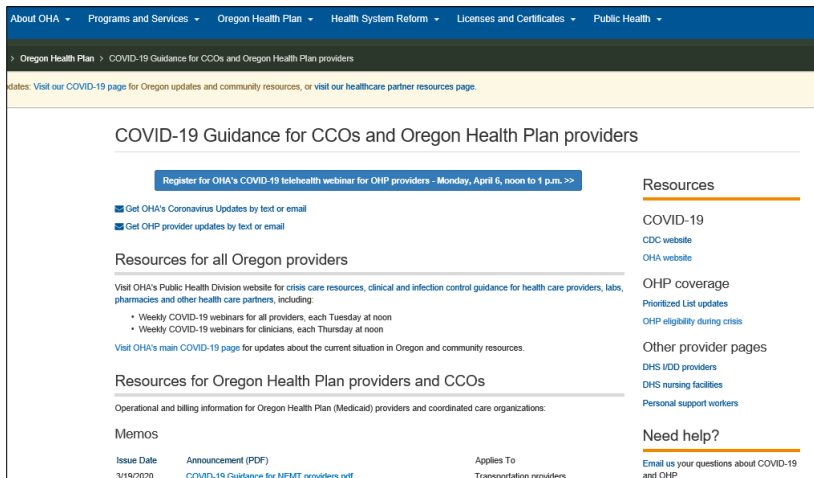 About OHA Programs and Services Oregon Health Plan Health System Reform Licenses and Certificates Public Health
> Oregon Health Plan > COVID-19 Guidance for CCOs and Oregon Health Plan providers
dates: Visit our COVID-19 page for Oregon updates and community resources, or visit our healthcare partner resources page.
COVID-19 Guidance for CCOs and Oregon Health Plan providers
Register for OHA's COVID-19 telehealth webinar for OHP providers - Monday, April 6, noon to 1 p.m. >>
Get OHA's Coronavirus Updates by text or email
Get OHP provider updates by text or email
Resources for all Oregon providers
Visit OHA's Public Health Division website for crisis care resources, clinical and infection control guidance for health care providers, labs,
pharmacies and other health care partners, including:
• Weekly COVID-19 webinars for all providers, each Tuesday at noon
• Weekly COVID-19 webinars for clinicians, each Thursday at noon
Visit OHA's main COVID-19 page for updates about the current situation in Oregon and community resources.
Resources for Oregon Health Plan providers and CCOs
Operational and billing information for Oregon Health Plan (Medicaid) providers and coordinated care organizations:
Memos
Issue Date Announcement (PDF) Applies To
3/19/2020 COVID-19 Guidance for NEMT providers.pdf Transportation providers
Resources
COVID-19
CDC website
OHA website
OHP coverage
Prioritized List updates
OHP eligibility during crisis
Other provider pages
DHS I/DD providers
DHS nursing facilities
Personal support workers
Need help?
Email us your questions about COVID-19
and OHP